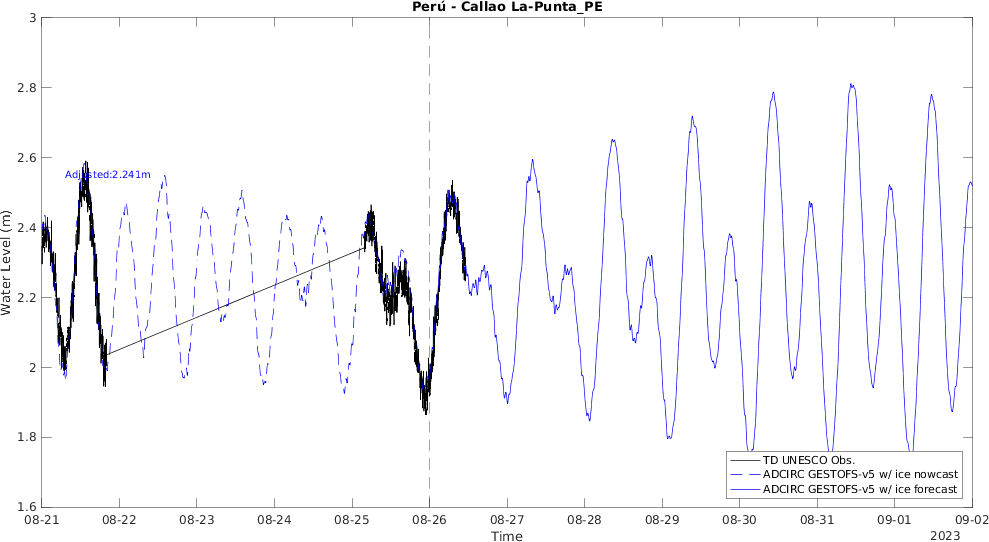 Perú - Callao La-Punta_PE
3
2.8
2.6
2.4
2.2
2
1.8
1.6
Water Level (m)
Adjusted:2.241m
TD UNESCO Obs.
ADCIRC GESTOFS-v5 w/ ice nowcast
ADCIRC GESTOFS-v5 w/ ice forecast
08-21 08-22 08-23 08-24 08-25 08-26 08-27 08-28 08-29 08-30 08-31 09-01 09-02
Time
2023